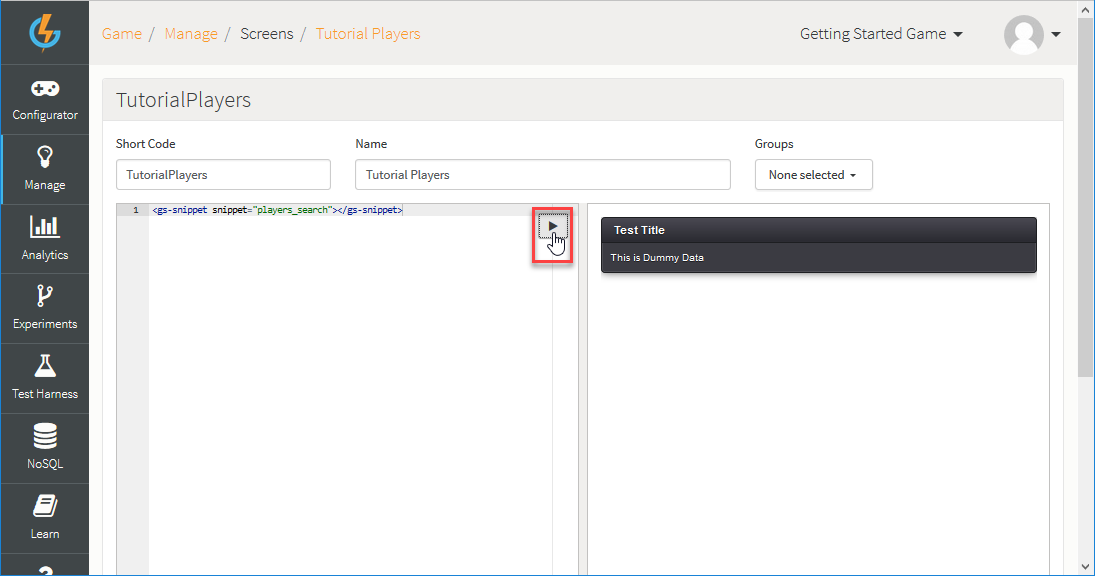 Game / Manage / Screens / Tutorial Players
Getting Started Game
Configurator
Manage
Analytics
Experiments
Test Harness
NoSQL
Learn
?
TutorialPlayers
Short Code
Name
Groups
TutorialPlayers
Tutorial Players
None selected
1 <gs-snippet snippet="players_search"></gs-snippet>
Test Title
This is Dummy Data